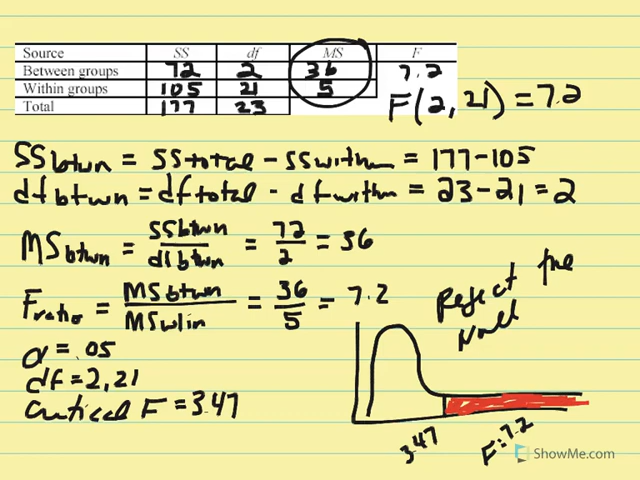 Source SS df MS F
Between groups 72 2 36 7.2
Within groups 105 21 5
Total 177 23
F(2,21) = 7.2
SSbtwn = SStotal - SSwithin = 177-105
dfbtwn = dftotal - dfwithin = 23-21 = 2
MSbtwn = SSbtwn / dfbtwn = 72 / 2 = 36
Fratio = MSbtwn / MSw/in = 36 / 5 = 7.2
Reject the
Null
α = .05
df = 2,21
Critical F = 3.47
3.47
F=7.2
ShowMe.com